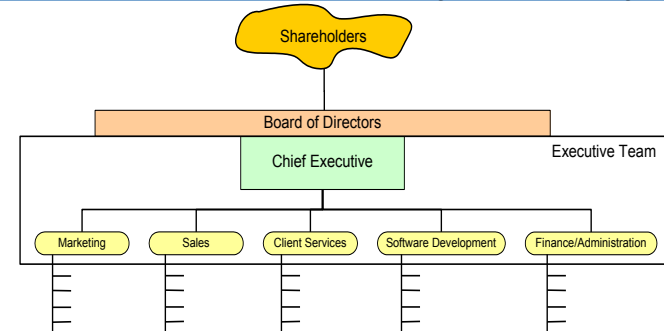 Shareholders
Board of Directors
Chief Executive
Executive Team
Marketing
Sales
Client Services
Software Development
Finance/Administration